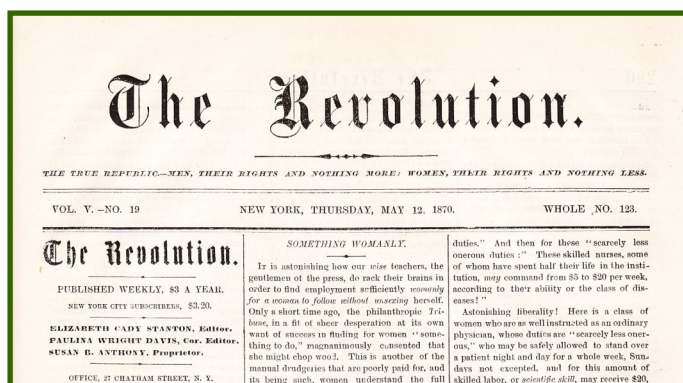 The Revolution.
THE TRUE REPUBLIC.—MEN, THEIR RIGHTS AND NOTHING MORE: WOMEN, THEIR RIGHTS AND NOTHING LESS.
VOL. V.—NO. 19
NEW YORK, THURSDAY, MAY 12, 1870.
WHOLE NO. 123.
The Revolution.
PUBLISHED WEEKLY, $3 A YEAR.
NEW YORK CITY SUBSCRIBERS, $3.20.
ELIZABETH CADY STANTON, Editor.
PAULINA WRIGHT DAVIS, Cor. Editor.
SUSAN B. ANTHONY, Proprietor.
OFFICE, 27 CHATHAM STREET, N. Y.
SOMETHING WOMANLY.
IT is astonishing how our wise teachers, the
gentlemen of the press, do rack their brains in
order to find employment sufficiently womanly
for a woman to follow without unsexing herself.
Only a short time ago, the philanthropic Tri-
bune, in a fit of sheer desperation at its own
want of success in finding for women "some-
thing to do," magnanimously consented that
she might chop wood. This is another of the
manual drudgeries that are poorly paid for, and
its being such, women understand the full
duties." And then for these "scarcely less
onerous duties:" These skilled nurses, some
of whom have spent half their life in the insti-
tution, may command from $5 to $20 per week,
according to their ability or the class of dis-
eases!"
Astonishing liberality! Here is a class of
women who are as well instructed as an ordinary
physician, whose duties are "scarcely less oner-
ous," who may be safely allowed to stand over
a patient night and day for a whole week, Sun-
days not excepted, and for this amount of
skilled labor, or scientific skill, may receive $20,